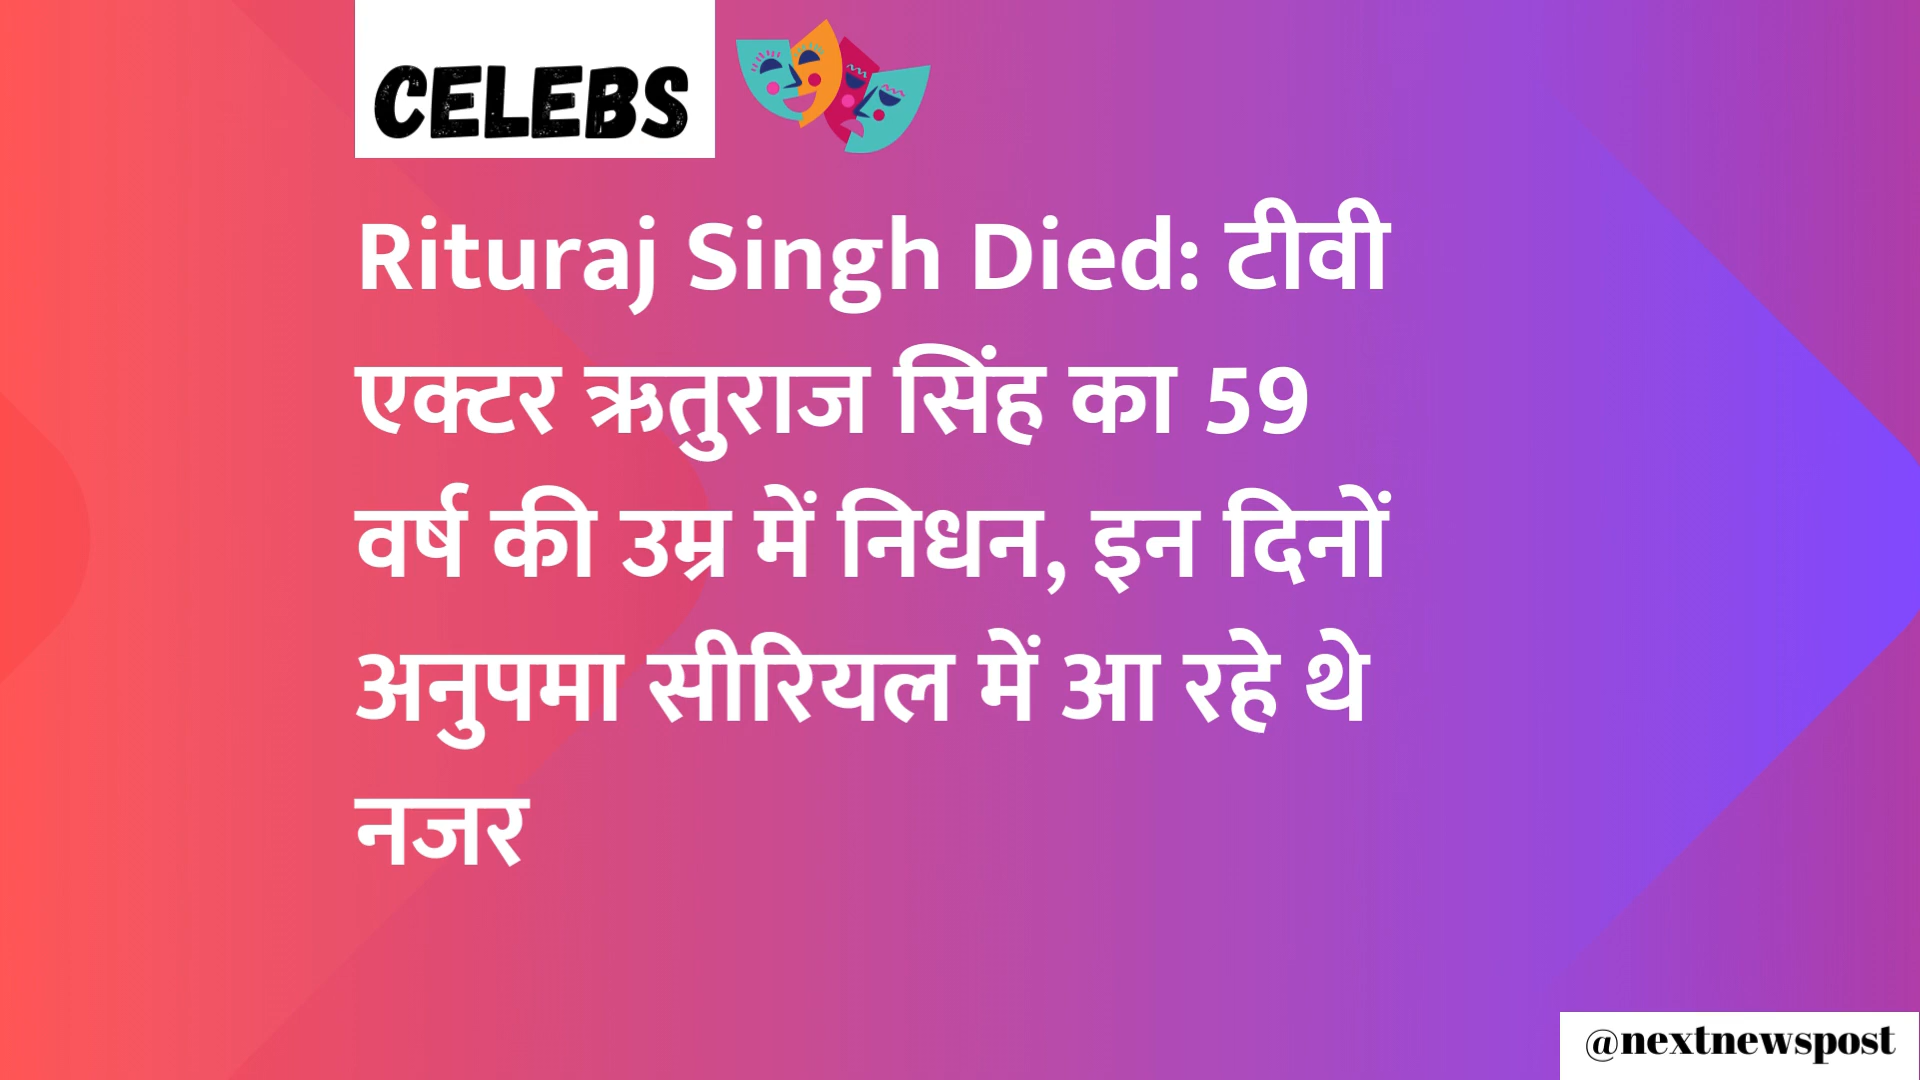 CELEBS
Rituraj Singh Died: टीवी
एक्टर ऋतुराज सिंह का 59
वर्ष की उम्र में निधन, इन दिनों
अनुपमा सीरियल में आ रहे थे
नजर
@nextnewspost